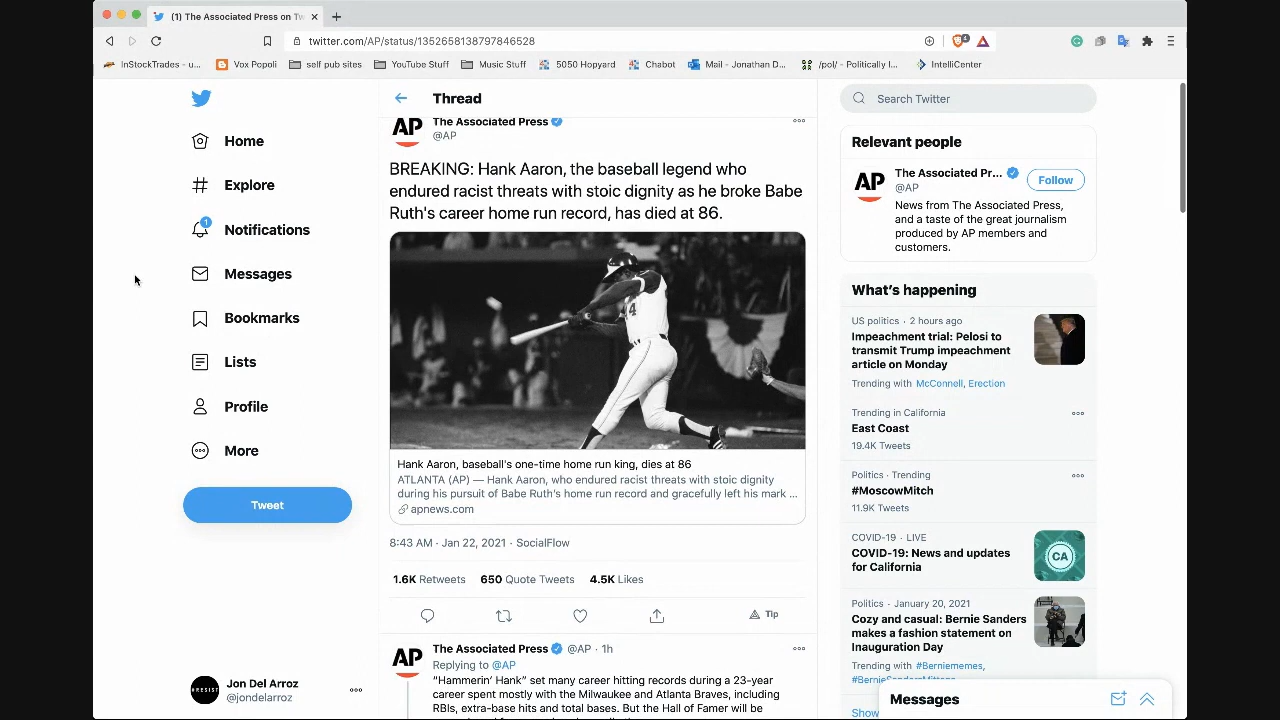 (1) The Associated Press on Tw
twitter.com/AP/status/1352658138797846528
InStockTrades - u...
Vox Popoli
self pub sites
YouTube Stuff
Music Stuff
5050 Hopyard
Chabot
Mail - Jonathan D...
/pol/ - Politically I...
IntelliCenter
Home
Explore
1
Notifications
Messages
Bookmarks
Lists
Profile
More
Tweet
#RESIST
Jon Del Arroz
@jondelarroz
Thread
AP
The Associated Press
@AP
BREAKING: Hank Aaron, the baseball legend who
endured racist threats with stoic dignity as he broke Babe
Ruth's career home run record, has died at 86.
Hank Aaron, baseball's one-time home run king, dies at 86
ATLANTA (AP) — Hank Aaron, who endured racist threats with stoic dignity
during his pursuit of Babe Ruth's home run record and gracefully left his mark ...
apnews.com
8:43 AM · Jan 22, 2021 · SocialFlow
1.6K Retweets 650 Quote Tweets 4.5K Likes
Tip
AP
The Associated Press @AP · 1h
Replying to @AP
"Hammerin' Hank" set many career hitting records during a 23-year
career spent mostly with the Milwaukee and Atlanta Braves, including
RBIs, extra-base hits and total bases. But the Hall of Famer will be
Search Twitter
Relevant people
AP
The Associated Pr...
@AP
Follow
News from The Associated Press,
and a taste of the great journalism
produced by AP members and
customers.
What's happening
US politics · 2 hours ago
Impeachment trial: Pelosi to
transmit Trump impeachment
article on Monday
Trending with McConnell, Erection
Trending in California
East Coast
19.4K Tweets
Politics · Trending
#MoscowMitch
11.9K Tweets
COVID-19 · LIVE
COVID-19: News and updates
for California
CA
Politics · January 20, 2021
Cozy and casual: Bernie Sanders
makes a fashion statement on
Inauguration Day
Trending with #Berniememes,
#BernieSandersMittens
Show
Messages